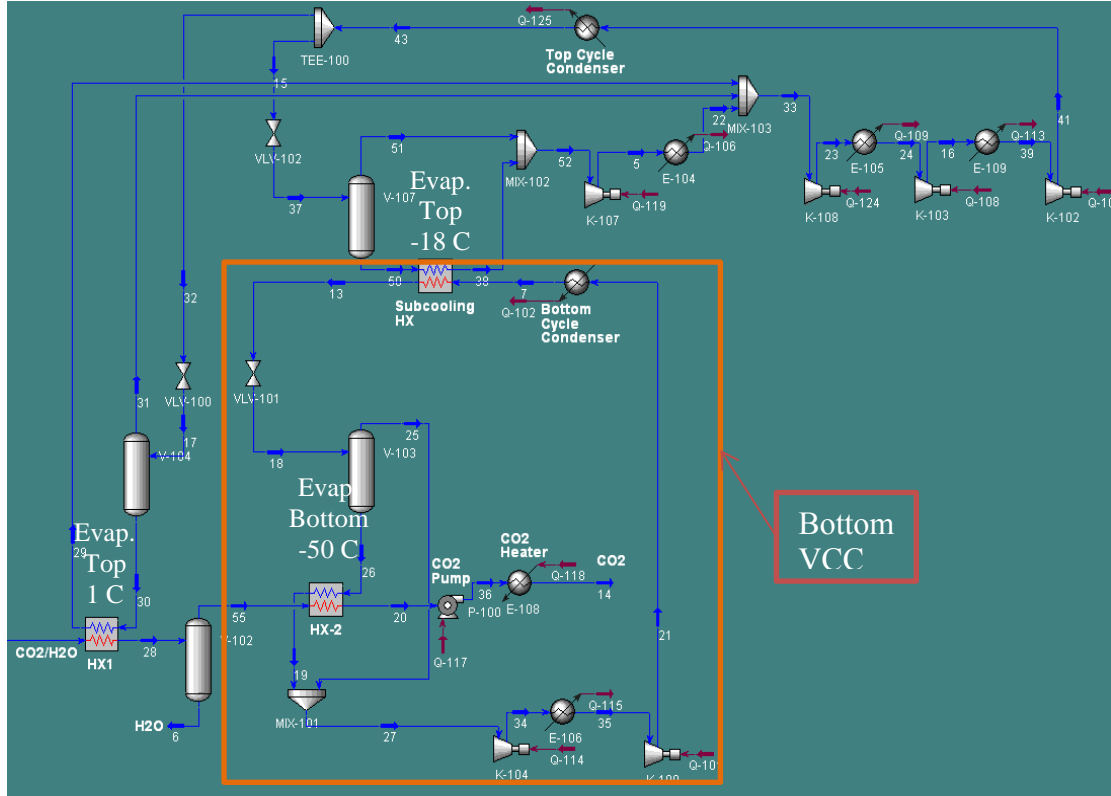 Q-125
43
Top Cycle
Condenser
TEE-100
15
VLV-102
37
51
V-107
Evap.
Top
-18 C
MIX-102
52
5
K-107
Q-119
E-104
Q-106
22
MIX-103
33
23
Q-109
E-105
24
K-108
Q-124
16
Q-113
E-109
39
K-103
Q-108
41
K-102
32
VLV-100
17
31
50
38
Subcooling
HX
13
7
Q-102
Bottom
Cycle
Condenser
VLV-101
18
25
V-103
Evap
Bottom
-50 C
26
Evap.
Top
1 C
29
30
CO2/H2O
HX1
28
55
V-102
H2O
6
HX-2
20
19
CO2
Pump
36
P-100
Q-117
CO2
Heater
Q-118
E-108
CO2
14
21
MIX-101
27
34
Q-115
E-106
35
K-104
Q-114
Bottom
VCC